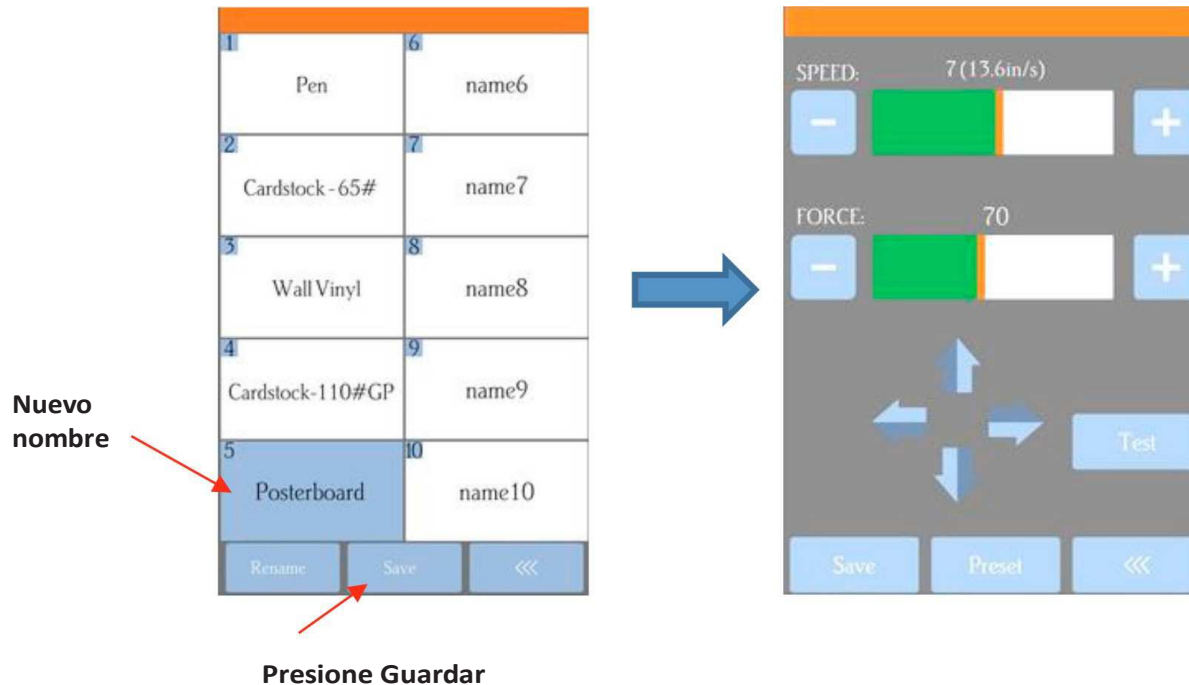 1
Pen
6
name6
2
Cardstock - 65#
7
name7
3
Wall Vinyl
8
name8
4
Cardstock-110#GP
9
name9
5
Posterboard
10
name10
Rename
Save
<<<
Nuevo
nombre
Presione Guardar
SPEED:
7 (13.6in/s)
−
+
FORCE:
70
−
+
Test
Save
Preset
<<<